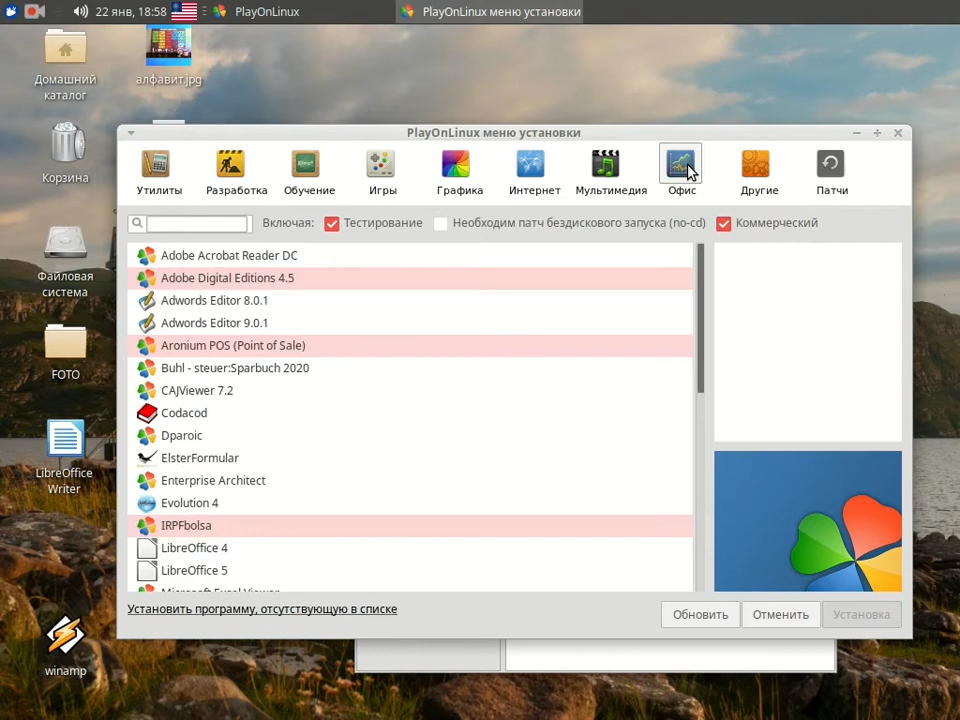 22 янв, 18:58
PlayOnLinux
PlayOnLinux меню установки
Домашний
каталог
алфавит.jpg
Корзина
Файловая
система
FOTO
LibreOffice
Writer
winamp
PlayOnLinux меню установки
Утилиты
Разработка
Обучение
Игры
Графика
Интернет
Мультимедиа
Офис
Другие
Патчи
Включая:
Тестирование
Необходим патч бездискового запуска (no-cd)
Коммерческий
Adobe Acrobat Reader DC
Adobe Digital Editions 4.5
Adwords Editor 8.0.1
Adwords Editor 9.0.1
Aronium POS (Point of Sale)
Buhl - steuer:Sparbuch 2020
CAJViewer 7.2
Codacod
Dparoic
ElsterFormular
Enterprise Architect
Evolution 4
IRPFbolsa
LibreOffice 4
LibreOffice 5
Microsoft Excel Viewer
Установить программу, отсутствующую в списке
Обновить
Отменить
Установка